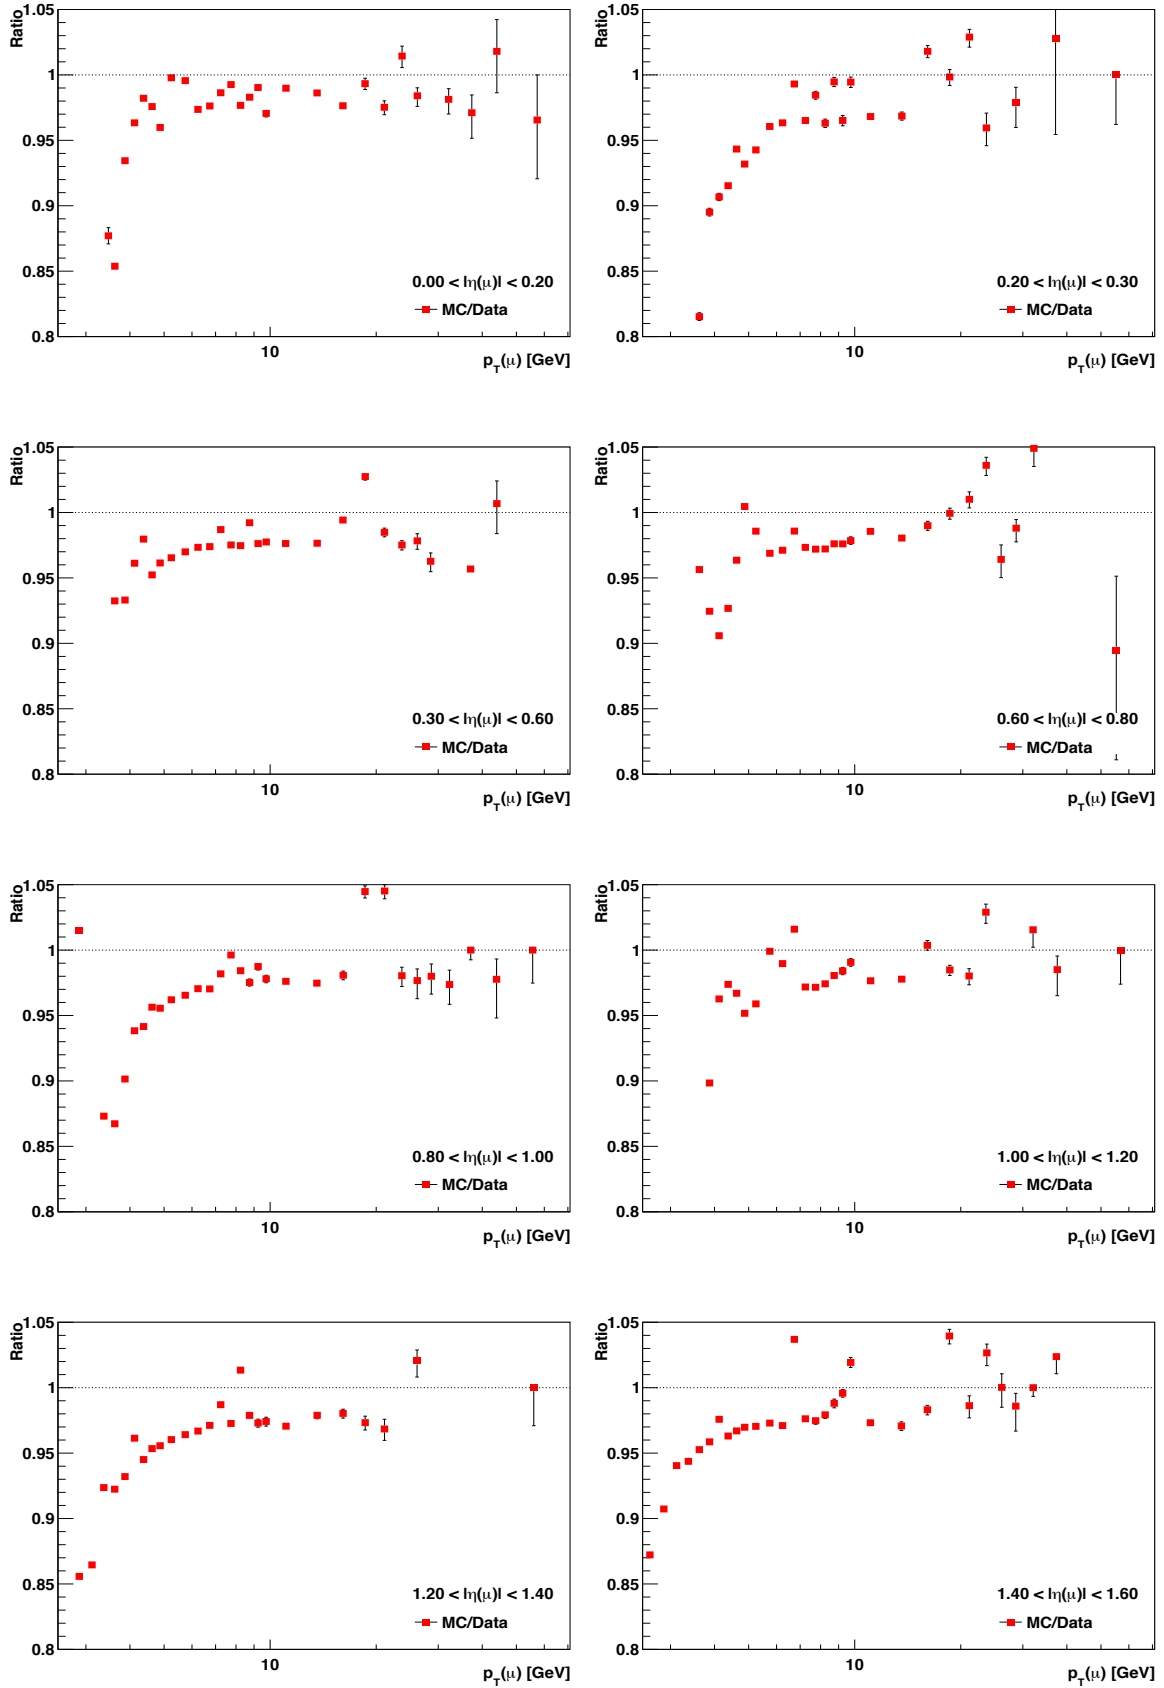 Ratio
1.05
1
0.95
0.9
0.85
0.8
0.00 < |η(μ)| < 0.20
MC/Data
10
p_T(μ) [GeV]
Ratio
1.05
1
0.95
0.9
0.85
0.8
0.20 < |η(μ)| < 0.30
MC/Data
10
p_T(μ) [GeV]
Ratio
1.05
1
0.95
0.9
0.85
0.8
0.30 < |η(μ)| < 0.60
MC/Data
10
p_T(μ) [GeV]
Ratio
1.05
1
0.95
0.9
0.85
0.8
0.60 < |η(μ)| < 0.80
MC/Data
10
p_T(μ) [GeV]
Ratio
1.05
1
0.95
0.9
0.85
0.8
0.80 < |η(μ)| < 1.00
MC/Data
10
p_T(μ) [GeV]
Ratio
1.05
1
0.95
0.9
0.85
0.8
1.00 < |η(μ)| < 1.20
MC/Data
10
p_T(μ) [GeV]
Ratio
1.05
1
0.95
0.9
0.85
0.8
1.20 < |η(μ)| < 1.40
MC/Data
10
p_T(μ) [GeV]
Ratio
1.05
1
0.95
0.9
0.85
0.8
1.40 < |η(μ)| < 1.60
MC/Data
10
p_T(μ) [GeV]